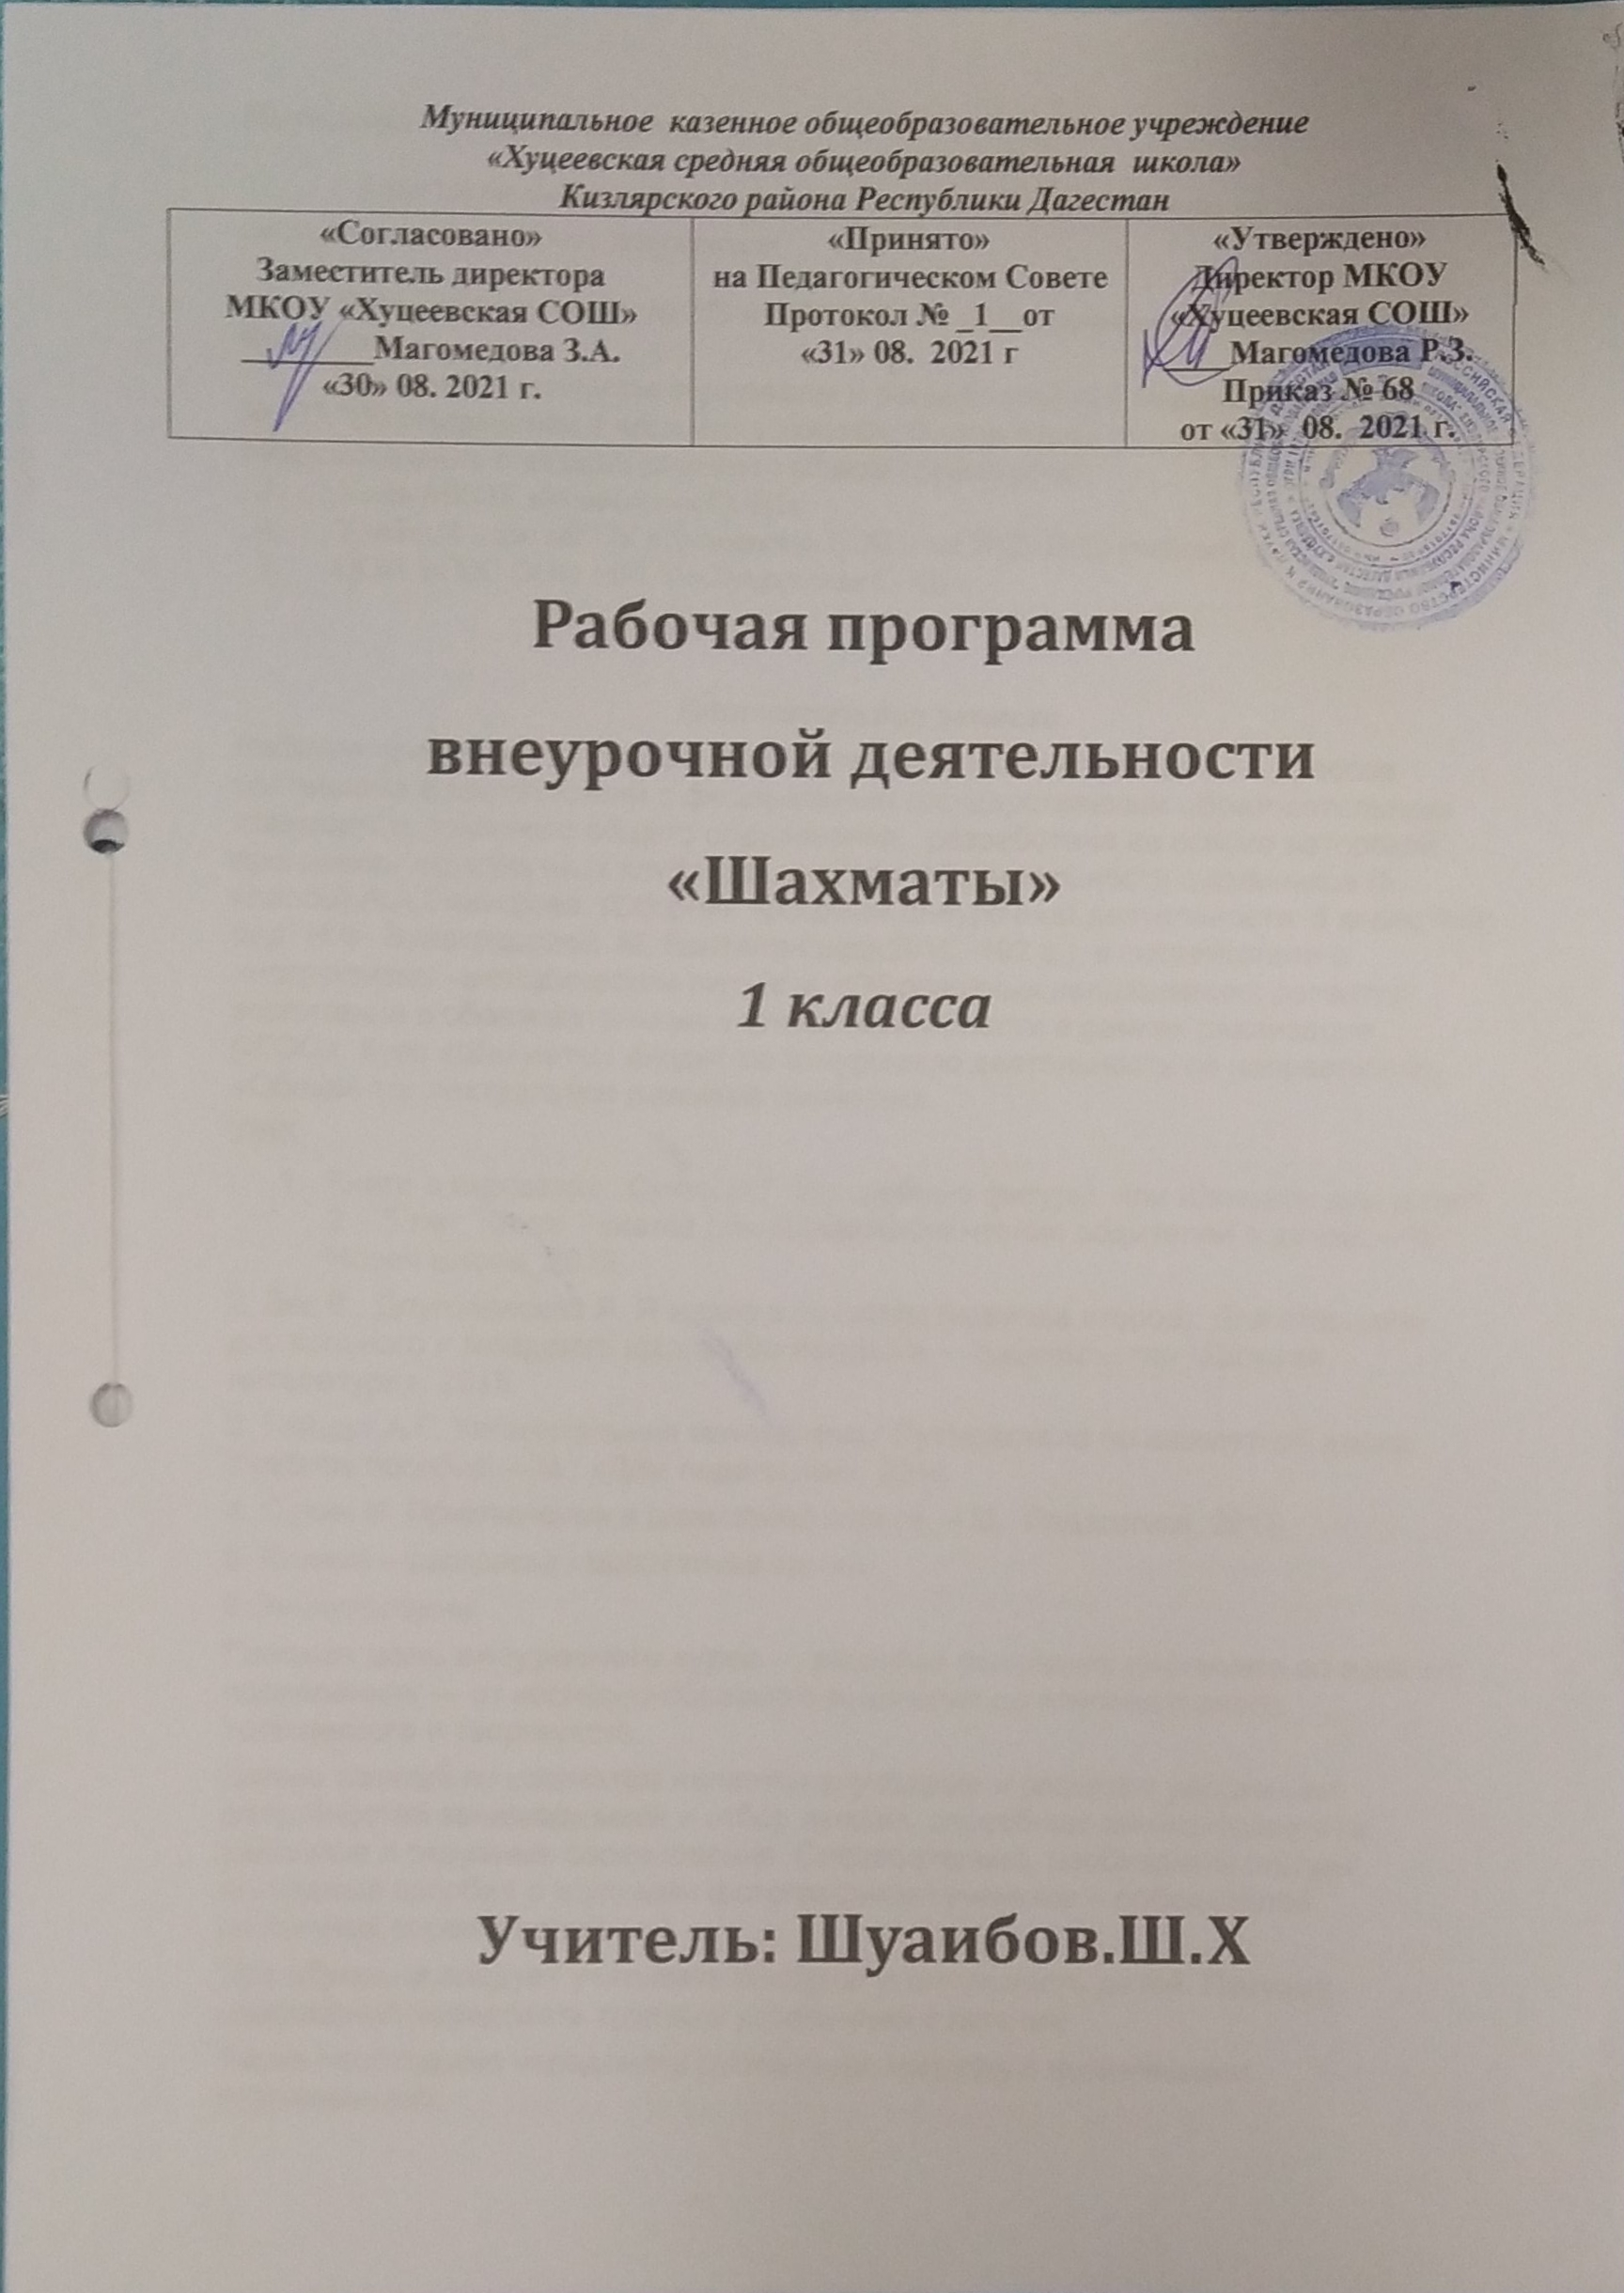 Муниципальное казенное общеобразовательное учреждение
«Хуцеевская средняя общеобразовательная школа»
Кизлярского района Республики Дагестан
«Согласовано»
Заместитель директора
МКОУ «Хуцеевская СОШ»
________Магомедова З.А.
«30» 08. 2021 г.
«Принято»
на Педагогическом Совете
Протокол № _1__от
«31» 08. 2021 г
«Утверждено»
Директор МКОУ
«Хуцеевская СОШ»
____Магомедова Р.З.
Приказ № 68
от «31» 08. 2021 г.
Рабочая программа
внеурочной деятельности
«Шахматы»
1 класса
Учитель: Шуаибов.Ш.Х